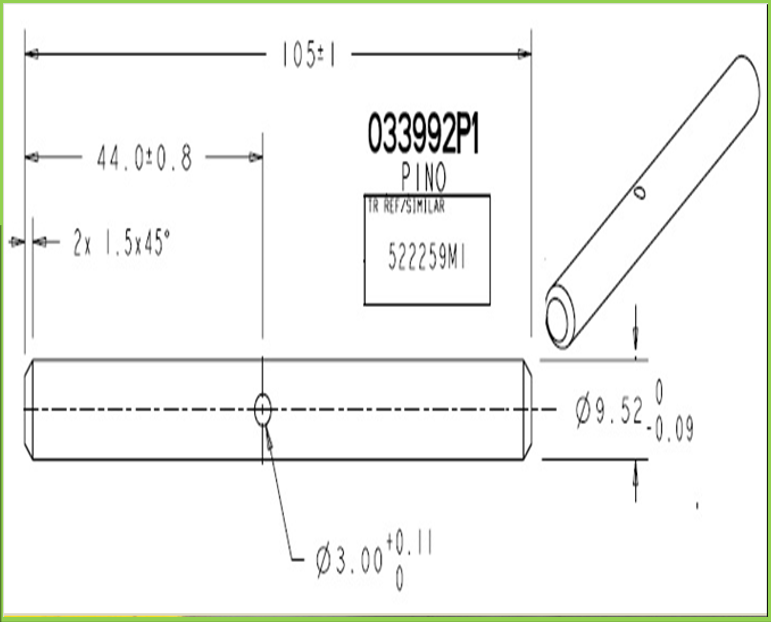 105±1
033992P1
44.0±0.8
PINO
TR REF/SIMILAR
2x 1.5x45°
522259M1
Ø9.52 0 -0.09
Ø3.00 +0.11 0